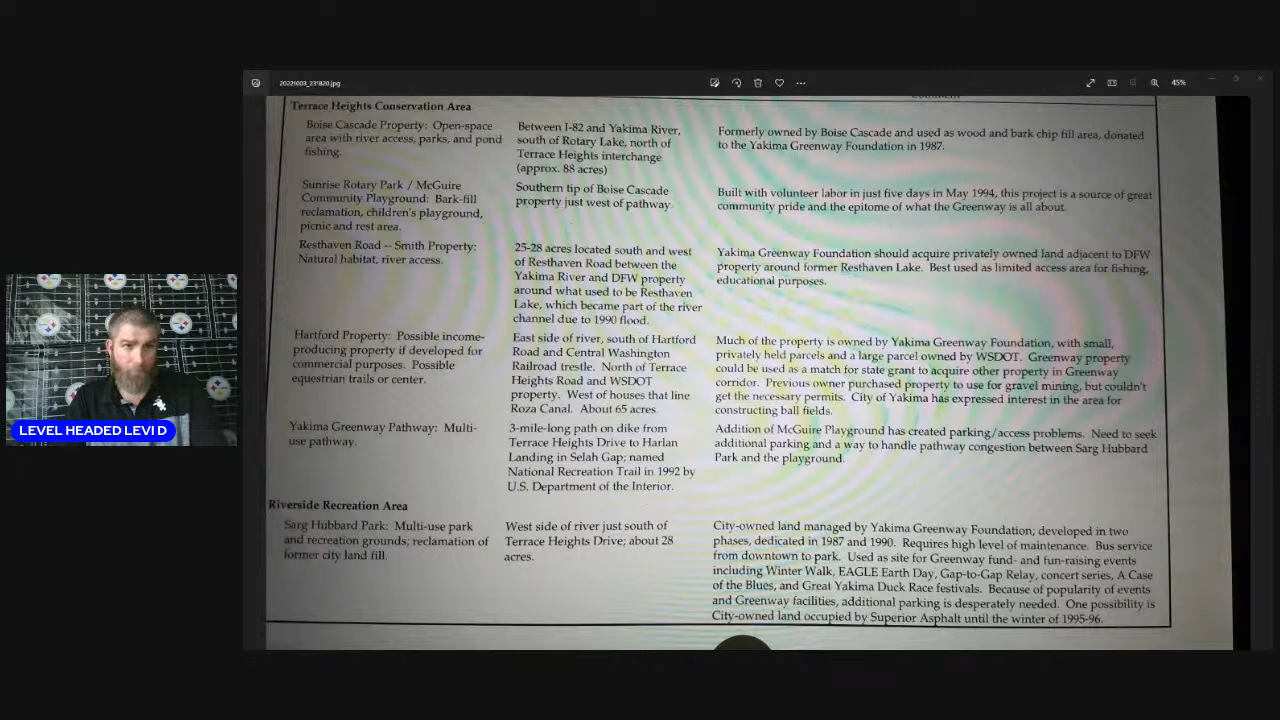 20221003_231820.jpg
45%
Terrace Heights Conservation Area
Boise Cascade Property: Open-space
area with river access, parks, and pond
fishing.
Between I-82 and Yakima River,
south of Rotary Lake, north of
Terrace Heights interchange
(approx. 88 acres)
Formerly owned by Boise Cascade and used as wood and bark chip fill area, donated
to the Yakima Greenway Foundation in 1987.
Sunrise Rotary Park / McGuire
Community Playground: Bark-fill
reclamation, children's playground,
picnic and rest area.
Southern tip of Boise Cascade
property just west of pathway.
Built with volunteer labor in just five days in May 1994, this project is a source of great
community pride and the epitome of what the Greenway is all about.
Resthaven Road -- Smith Property:
Natural habitat, river access.
25-28 acres located south and west
of Resthaven Road between the
Yakima River and DFW property
around what used to be Resthaven
Lake, which became part of the river
channel due to 1990 flood.
Yakima Greenway Foundation should acquire privately owned land adjacent to DFW
property around former Resthaven Lake. Best used as limited access area for fishing,
educational purposes.
Hartford Property: Possible income-
producing property if developed for
commercial purposes. Possible
equestrian trails or center.
East side of river, south of Hartford
Road and Central Washington
Railroad trestle. North of Terrace
Heights Road and WSDOT
property. West of houses that line
Roza Canal. About 65 acres.
Much of the property is owned by Yakima Greenway Foundation, with small,
privately held parcels and a large parcel owned by WSDOT. Greenway property
could be used as a match for state grant to acquire other property in Greenway
corridor. Previous owner purchased property to use for gravel mining, but couldn't
get the necessary permits. City of Yakima has expressed interest in the area for
constructing ball fields.
Yakima Greenway Pathway: Multi-
use pathway.
3-mile-long path on dike from
Terrace Heights Drive to Harlan
Landing in Selah Gap; named
National Recreation Trail in 1992 by
U.S. Department of the Interior.
Addition of McGuire Playground has created parking/access problems. Need to seek
additional parking and a way to handle pathway congestion between Sarg Hubbard
Park and the playground.
Riverside Recreation Area
Sarg Hubbard Park: Multi-use park
and recreation grounds; reclamation of
former city land fill.
West side of river just south of
Terrace Heights Drive; about 28
acres.
City-owned land managed by Yakima Greenway Foundation; developed in two
phases, dedicated in 1987 and 1990. Requires high level of maintenance. Bus service
from downtown to park. Used as site for Greenway fund- and fun-raising events
including Winter Walk, EAGLE Earth Day, Gap-to-Gap Relay, concert series, A Case
of the Blues, and Great Yakima Duck Race festivals. Because of popularity of events
and Greenway facilities, additional parking is desperately needed. One possibility is
City-owned land occupied by Superior Asphalt until the winter of 1995-96.
LEVEL HEADED LEVI D